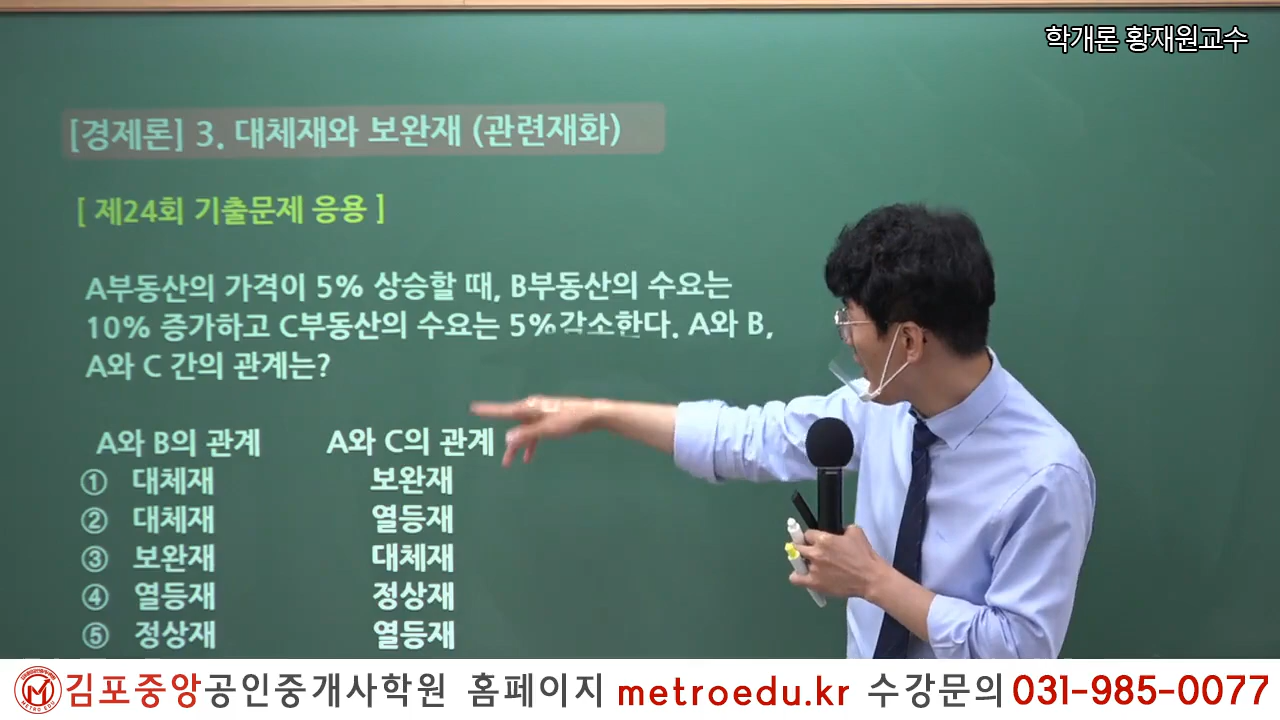 학개론 황재원교수
[경제론] 3. 대체재와 보완재 (관련재화)
[ 제24회 기출문제 응용 ]
A부동산의 가격이 5% 상승할 때, B부동산의 수요는
10% 증가하고 C부동산의 수요는 5%감소한다. A와 B,
A와 C 간의 관계는?
A와 B의 관계 A와 C의 관계
① 대체재 보완재
② 대체재 열등재
③ 보완재 대체재
④ 열등재 정상재
⑤ 정상재 열등재
METRO EDU 김포중앙공인중개사학원 홈페이지 metroedu.kr 수강문의 031-985-0077